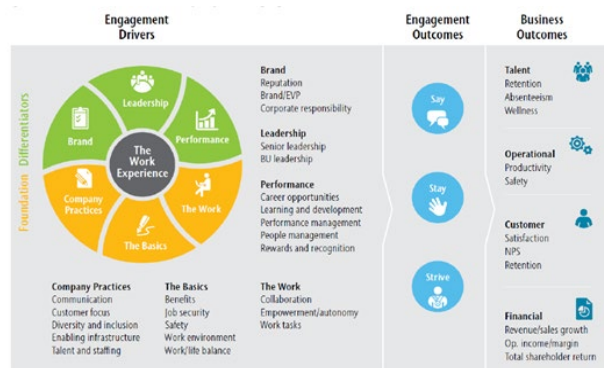 Engagement
Drivers
Engagement
Outcomes
Business
Outcomes
Foundation Differentiators
Leadership
Brand
Performance
The
Work
Experience
Company
Practices
The Work
The Basics
Brand
Reputation
Brand/EVP
Corporate responsibility
Leadership
Senior leadership
BU leadership
Performance
Career opportunities
Learning and development
Performance management
People management
Rewards and recognition
Company Practices
Communication
Customer focus
Diversity and inclusion
Enabling infrastructure
Talent and staffing
The Basics
Benefits
Job security
Safety
Work environment
Work/life balance
The Work
Collaboration
Empowerment/autonomy
Work tasks
Say
Stay
Strive
Talent
Retention
Absenteeism
Wellness
Operational
Productivity
Safety
Customer
Satisfaction
NPS
Retention
Financial
Revenue/sales growth
Op. income/margin
Total shareholder return